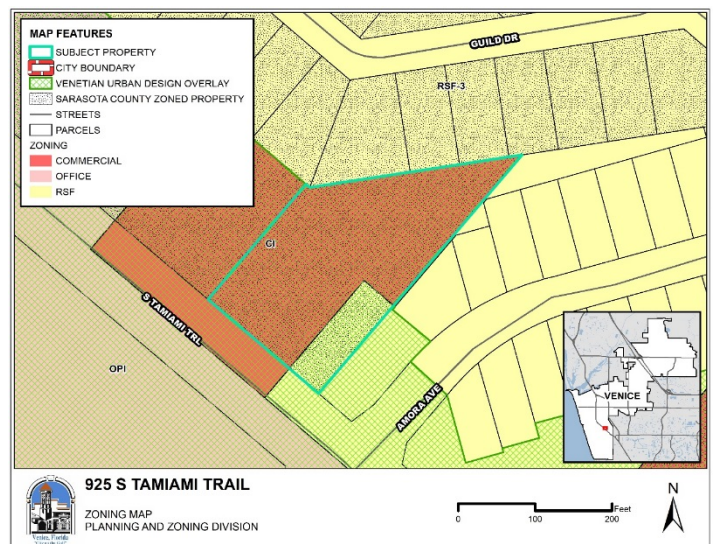 MAP FEATURES
SUBJECT PROPERTY
CITY BOUNDARY
VENETIAN URBAN DESIGN OVERLAY
SARASOTA COUNTY ZONED PROPERTY
STREETS
PARCELS
ZONING
COMMERCIAL
OFFICE
RSF
GUILD DR
RSF-3
CI
S TAMIAMI TRL
OPI
AMORA AVE
VENICE
925 S TAMIAMI TRAIL
ZONING MAP
PLANNING AND ZONING DIVISION
Venice, Florida
0 100 200
Feet
N